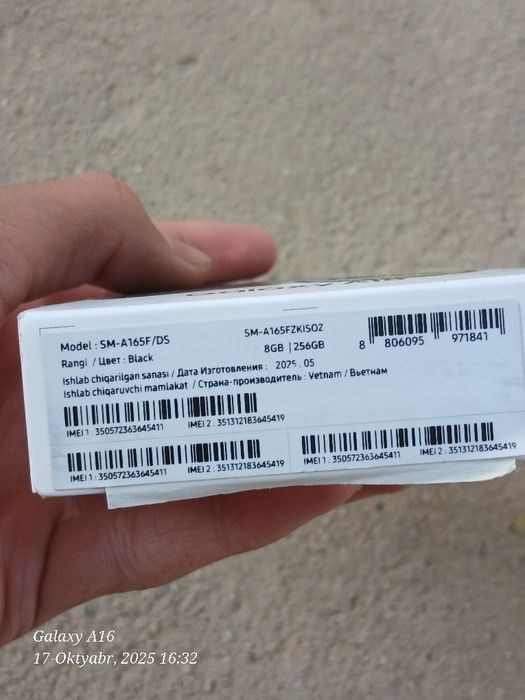 Model : SM-A165F/DS
SM-A165FZKISOZ
Rangi / Цвет : Black
8GB | 256GB
8 806095 971841
Ishlab chiqarilgan sanasi / Дата Изготовления : 2025 . 05
Ishlab chiqaruvchi mamlakat / Страна-производитель : Vetnam / Вьетнам
IMEI 1 : 350572363645411 IMEI 2 : 351312183645419
IMEI 1 : 350572363645411 IMEI 2 : 351312183645419
IMEI 1 : 350572363645411 IMEI 2 : 351312183645419
Galaxy A16
17-Oktyabr, 2025 16:32